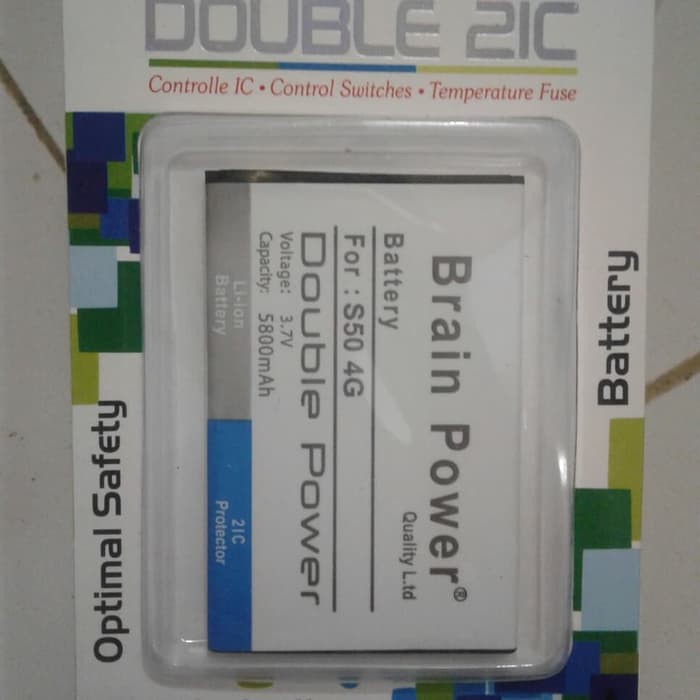 DOUBLE 2IC
Controlle IC • Control Switches • Temperature Fuse
Optimal Safety
Battery
Brain Power®
Quality L.td
Battery
For : S50 4G
Double Power
Voltage: 3.7V
Capacity: 5800mAh
Li-ion
Battery
2IC
Protector